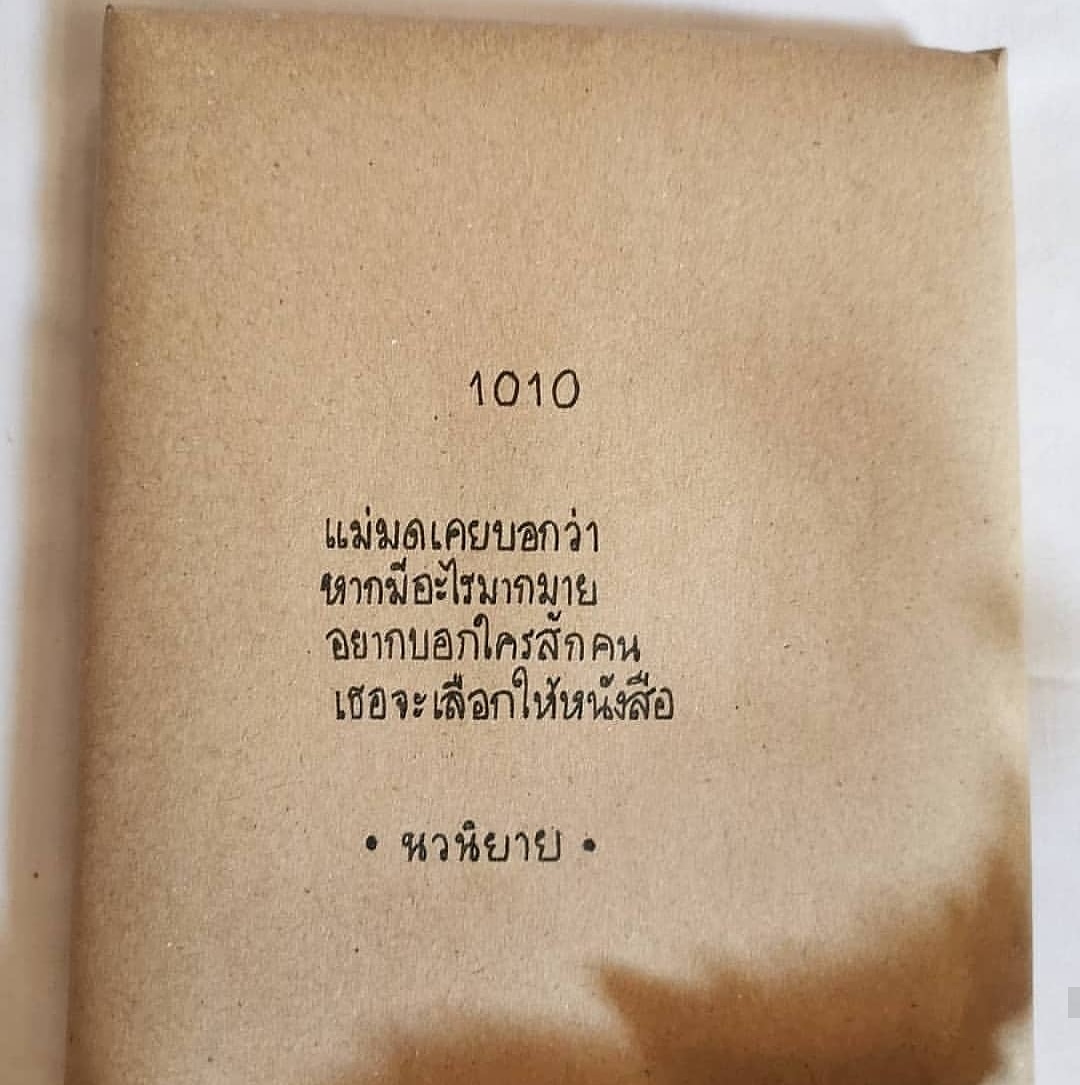 1010
แม่มดเคยบอกว่า
หากมีอะไรมากมาย
อยากบอกใครสักคน
เธอจะเลือกให้หนังสือ
• นวนิยาย •